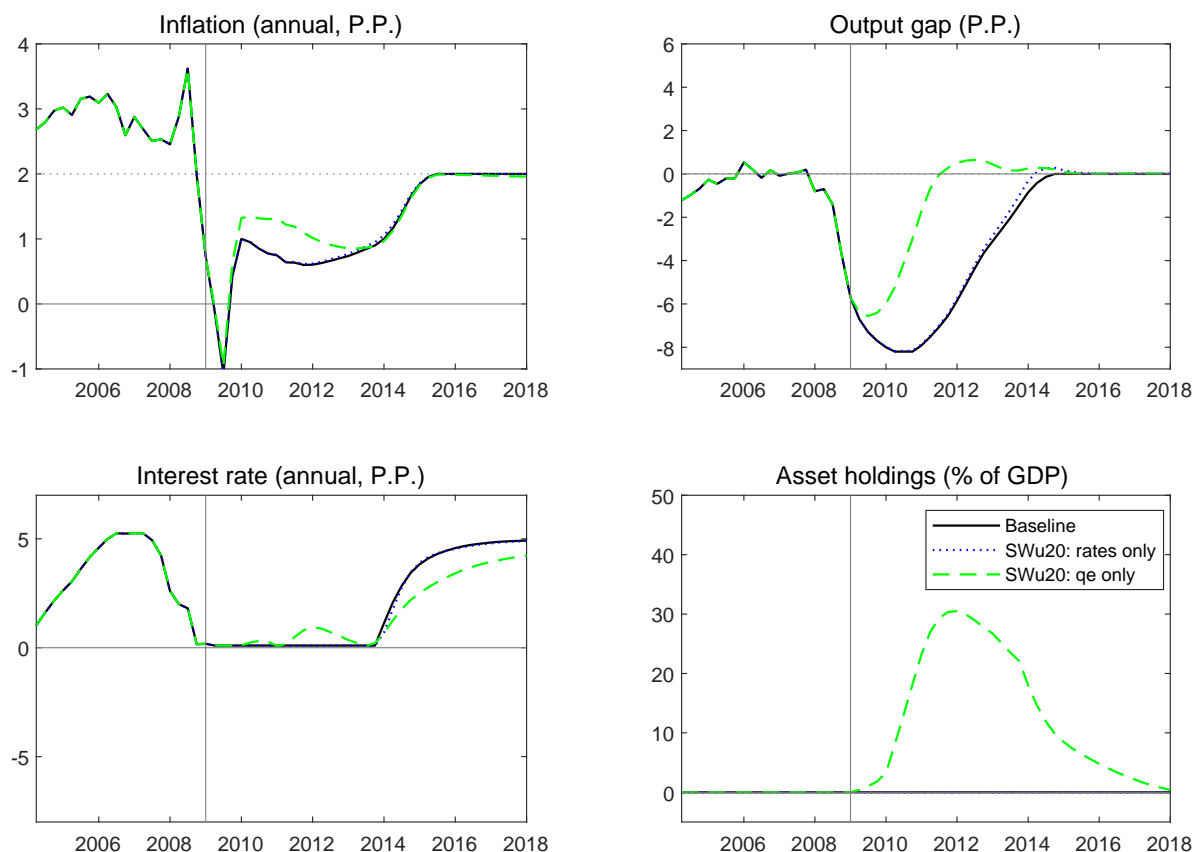 Inflation (annual, P.P.)
4
3
2
1
0
-1
2006 2008 2010 2012 2014 2016 2018
Output gap (P.P.)
6
4
2
0
-2
-4
-6
-8
2006 2008 2010 2012 2014 2016 2018
Interest rate (annual, P.P.)
5
0
-5
2006 2008 2010 2012 2014 2016 2018
Asset holdings (% of GDP)
50
40
30
20
10
0
Baseline
SWu20: rates only
SWu20: qe only
2006 2008 2010 2012 2014 2016 2018